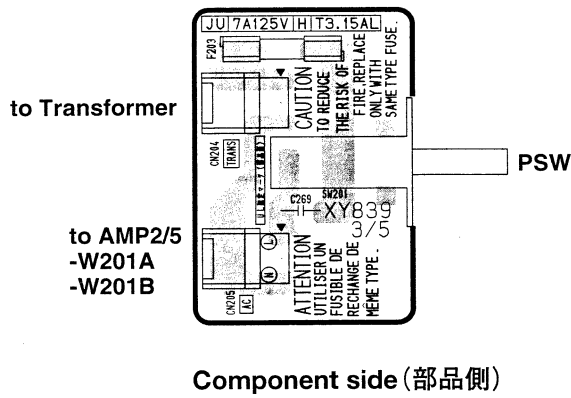 JU 7A125V H T3.15AL
F203
CAUTION
TO REDUCE
THE RISK OF
FIRE, REPLACE
ONLY WITH
SAME TYPE FUSE.
to Transformer
CN204
TRANS
PSW
SW201
C269
XY839
3/5
to AMP2/5
-W201A
-W201B
L
N
CN205
AC
ATTENTION
UTILISER UN
FUSIBLE DE
RECHANGE DE
MÊME TYPE.
Component side (部品側)